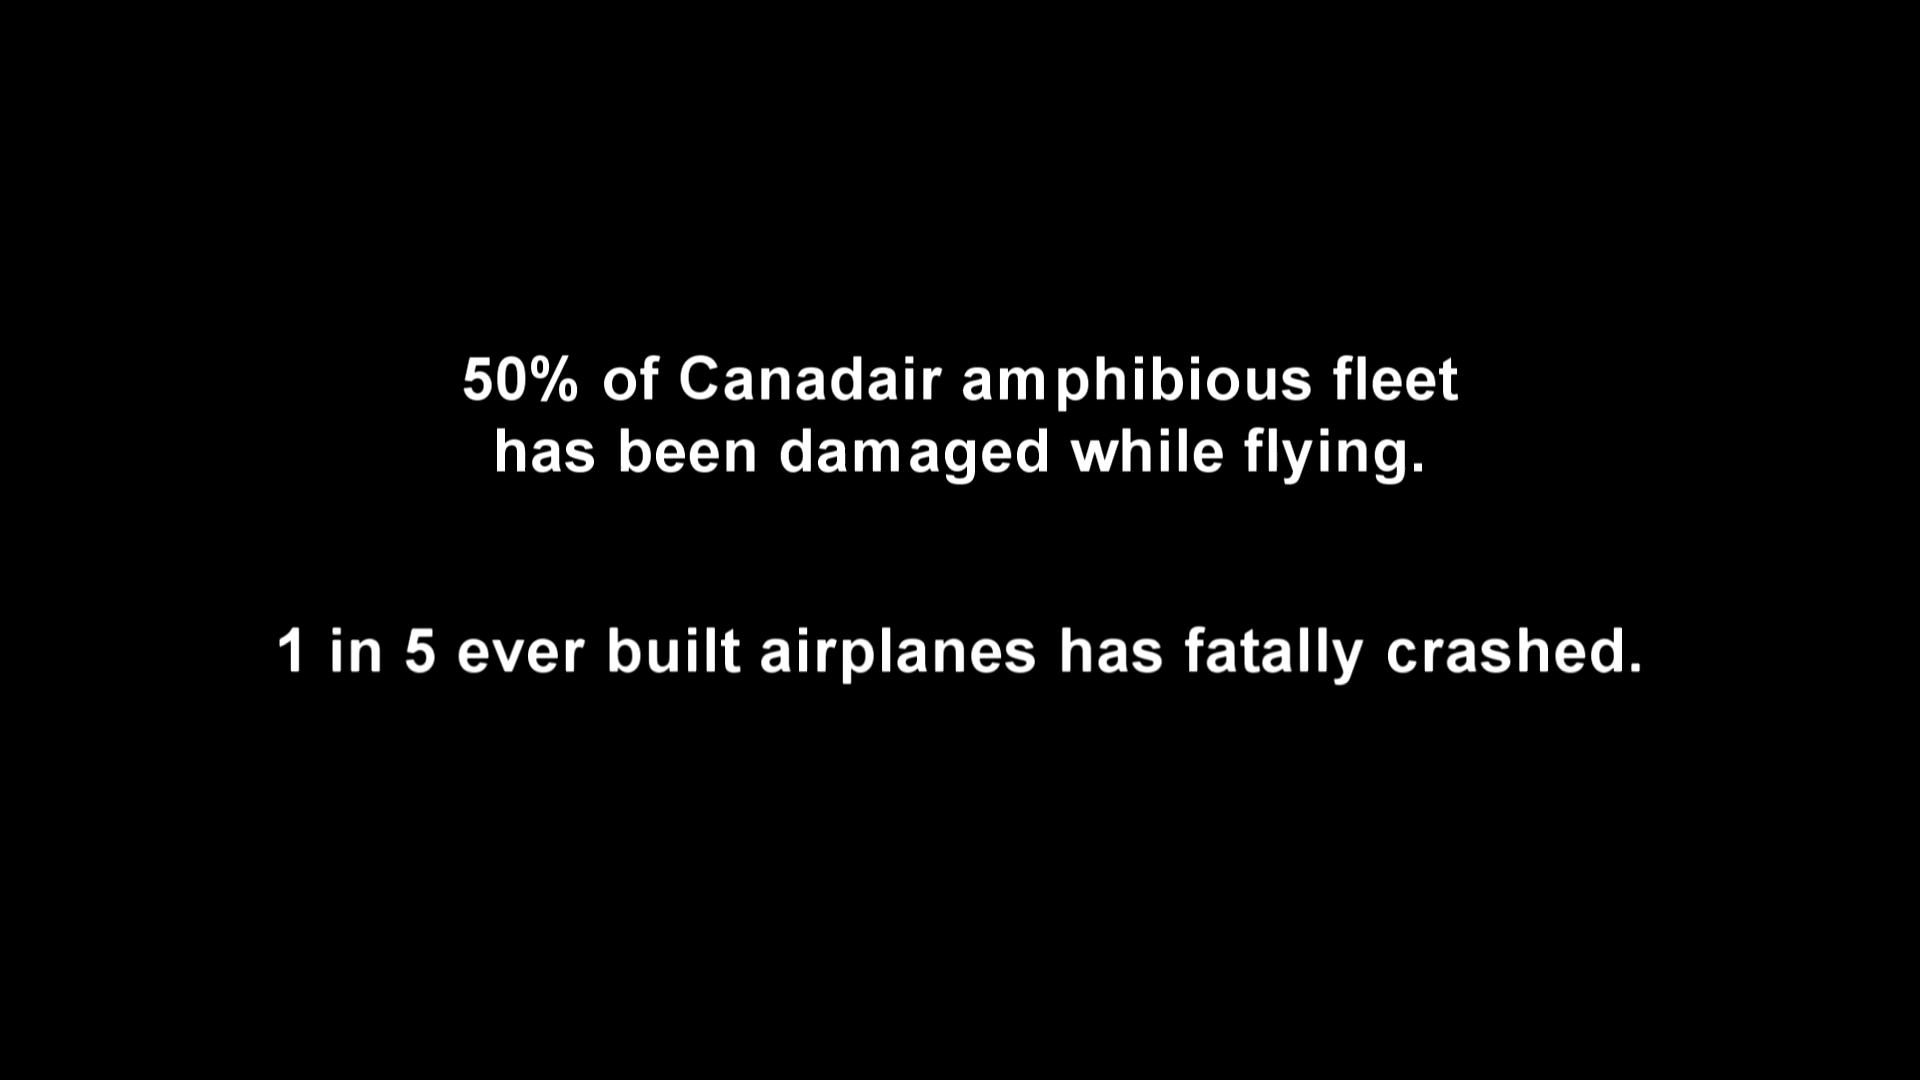 50% of Canadair amphibious fleet
has been damaged while flying.
1 in 5 ever built airplanes has fatally crashed.